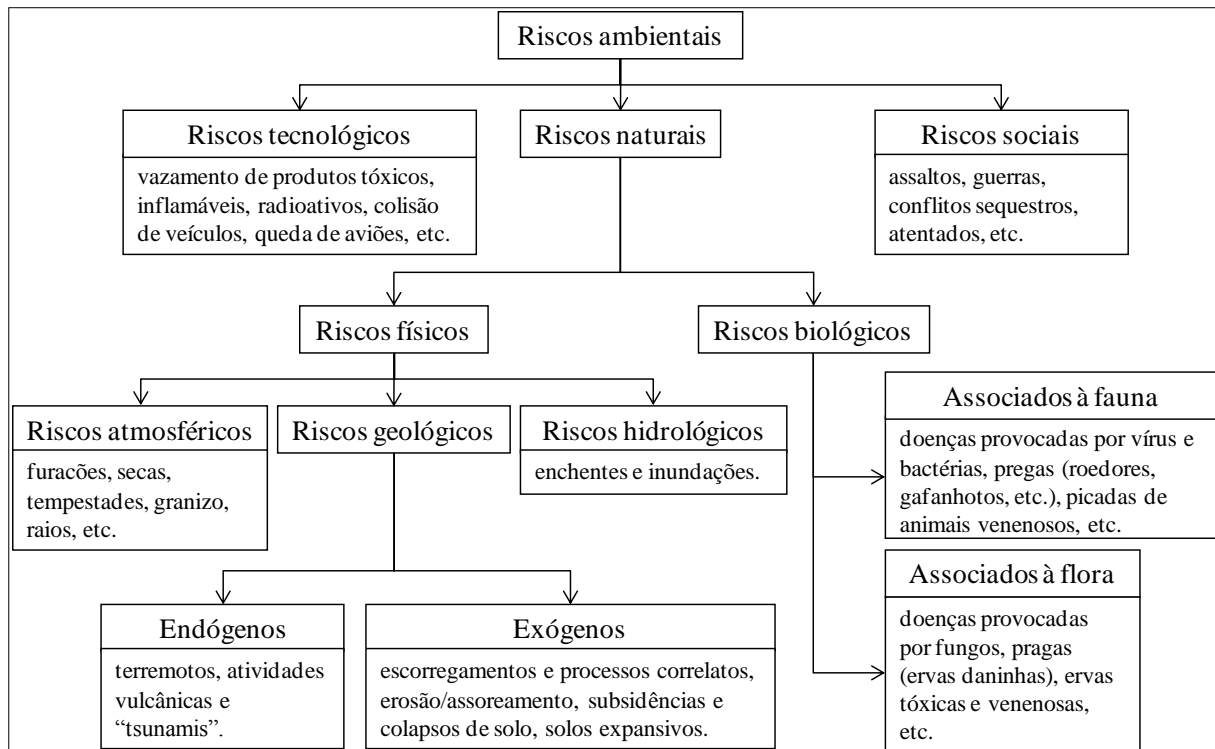 Riscos ambientais
Riscos tecnológicos
vazamento de produtos tóxicos,
inflamáveis, radioativos, colisão
de veículos, queda de aviões, etc.
Riscos naturais
Riscos sociais
assaltos, guerras,
conflitos sequestros,
atentados, etc.
Riscos físicos
Riscos biológicos
Riscos atmosféricos
furacões, secas,
tempestades, granizo,
raios, etc.
Riscos geológicos
Riscos hidrológicos
enchentes e inundações.
Associados à fauna
doenças provocadas por vírus e
bactérias, pregas (roedores,
gafanhotos, etc.), picadas de
animais venenosos, etc.
Endógenos
terremotos, atividades
vulcânicas e
“tsunamis”.
Exógenos
escorregamentos e processos correlatos,
erosão/assoreamento, subsidências e
colapsos de solo, solos expansivos.
Associados à flora
doenças provocadas
por fungos, pragas
(ervas daninhas), ervas
tóxicas e venenosas,
etc.